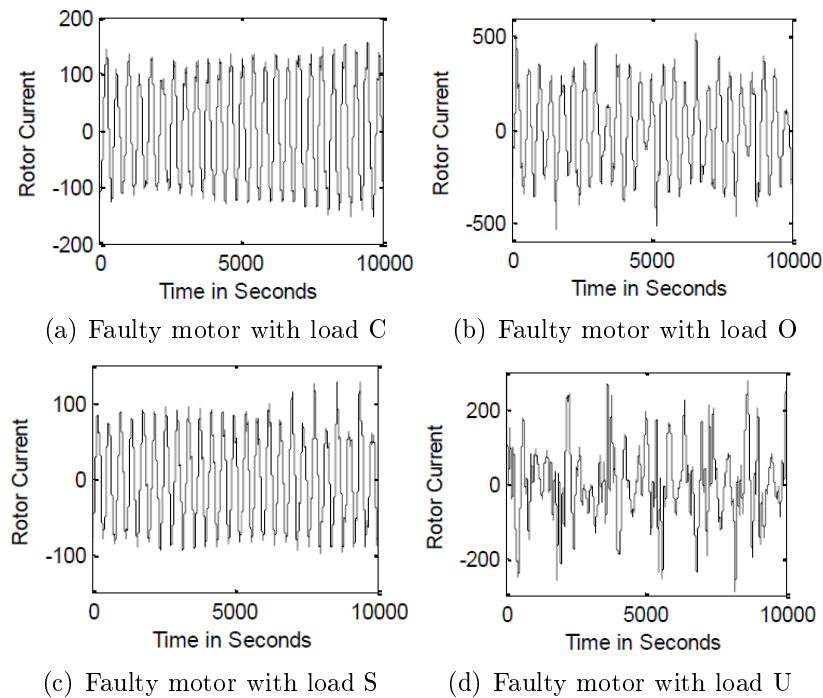 200
100
0
-100
-200
Rotor Current
0 5000 10000
Time in Seconds
(a) Faulty motor with load C
500
0
-500
Rotor Current
0 5000 10000
Time in Seconds
(b) Faulty motor with load O
100
0
-100
Rotor Current
0 5000 10000
Time in Seconds
(c) Faulty motor with load S
200
0
-200
Rotor Current
0 5000 10000
Time in Seconds
(d) Faulty motor with load U